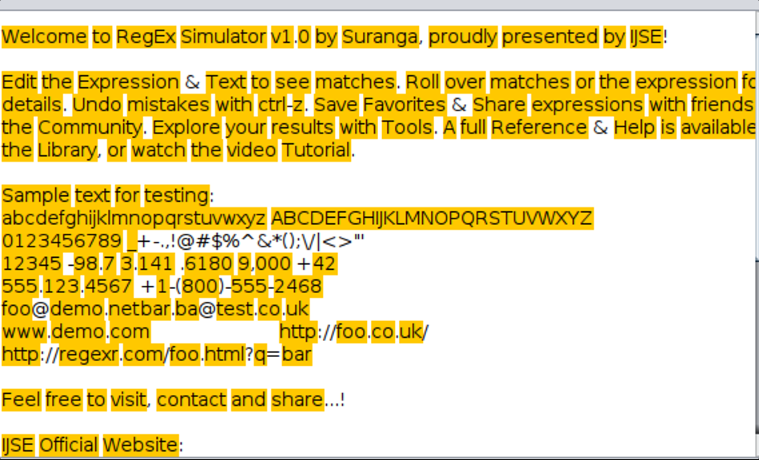 Welcome to RegEx Simulator v1.0 by Suranga, proudly presented by IJSE!
Edit the Expression & Text to see matches. Roll over matches or the expression fo
details. Undo mistakes with ctrl-z. Save Favorites & Share expressions with friends
the Community. Explore your results with Tools. A full Reference & Help is available
the Library, or watch the video Tutorial.
Sample text for testing:
abcdefghijklmnopqrstuvwxyz ABCDEFGHIJKLMNOPQRSTUVWXYZ
0123456789 _+-.,!@#$%^&*();\/|<>"'
12345 -98.7 3.141 .6180 9,000 +42
555.123.4567 +1-(800)-555-2468
foo@demo.netbar.ba@test.co.uk
www.demo.com http://foo.co.uk/
http://regexr.com/foo.html?q=bar
Feel free to visit, contact and share...!
IJSE Official Website: